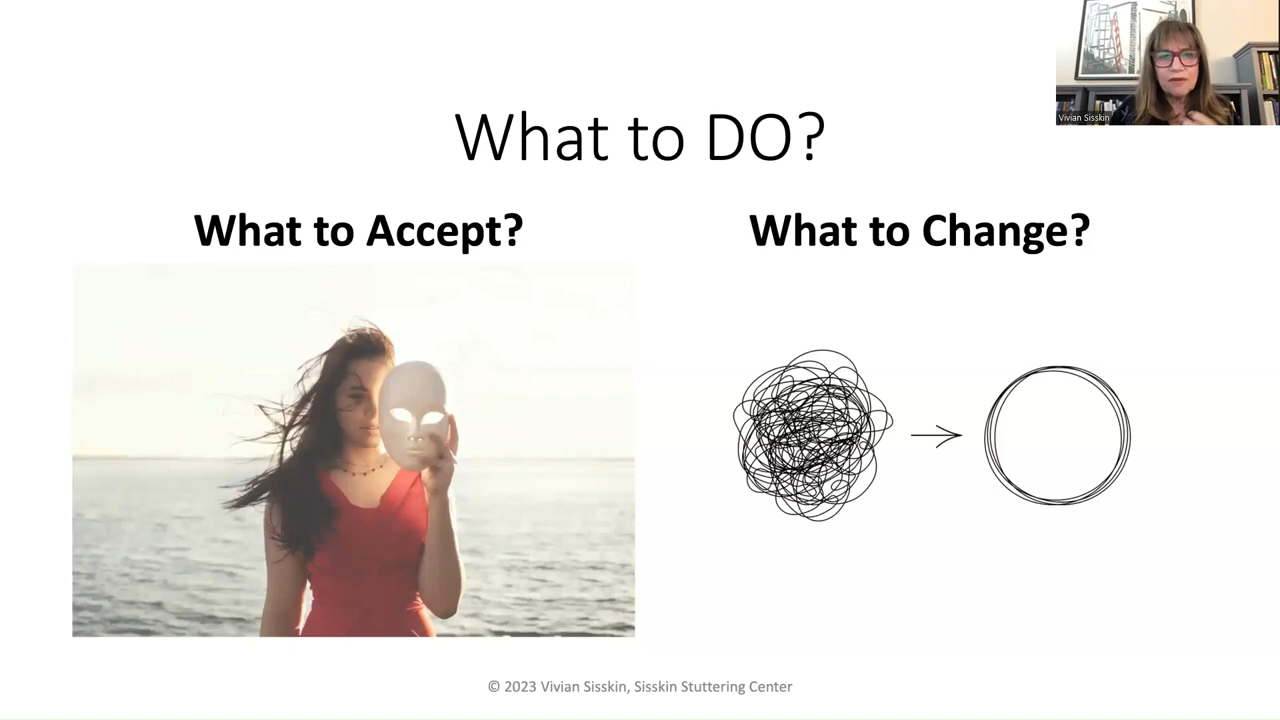 Vivian Sisskin
What to DO?
What to Accept?
What to Change?
© 2023 Vivian Sisskin, Sisskin Stuttering Center